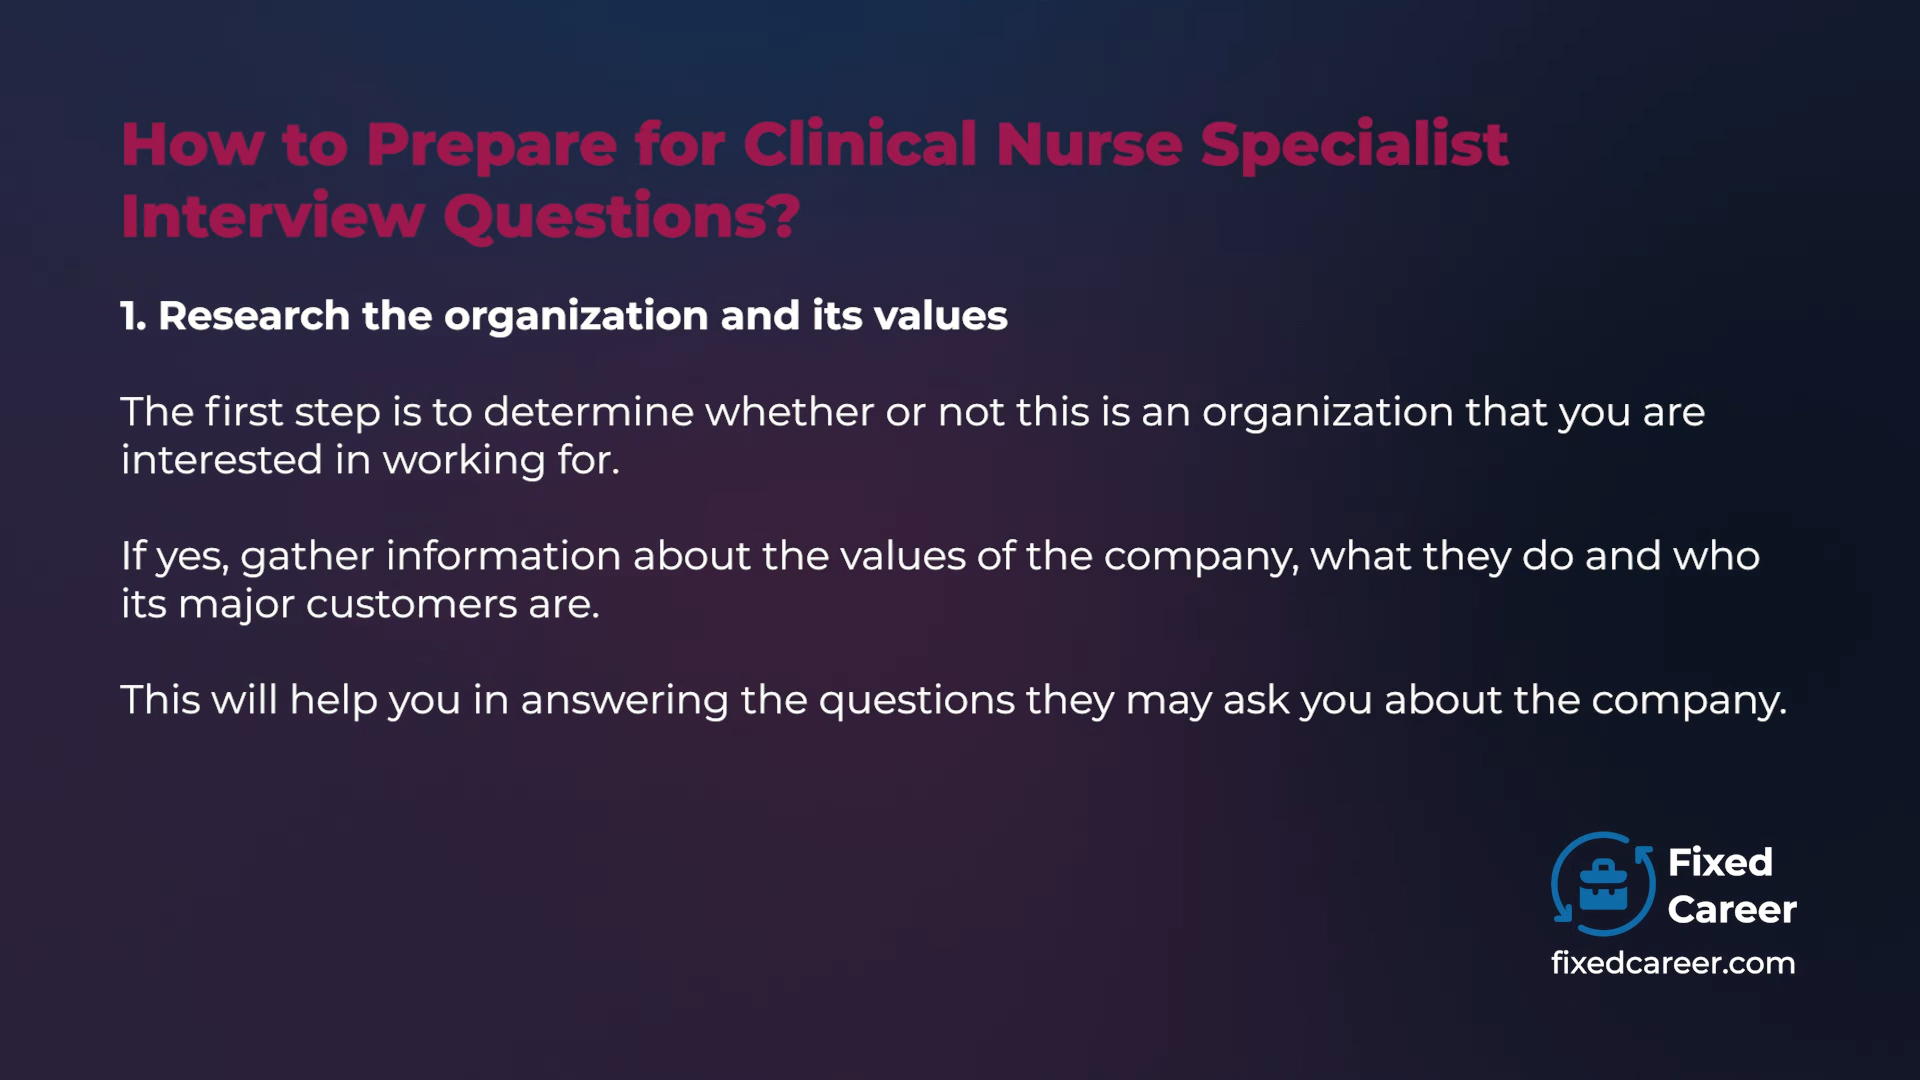 How to Prepare for Clinical Nurse Specialist
Interview Questions?
1. Research the organization and its values
The first step is to determine whether or not this is an organization that you are
interested in working for.
If yes, gather information about the values of the company, what they do and who
its major customers are.
This will help you in answering the questions they may ask you about the company.
Fixed
Career
fixedcareer.com